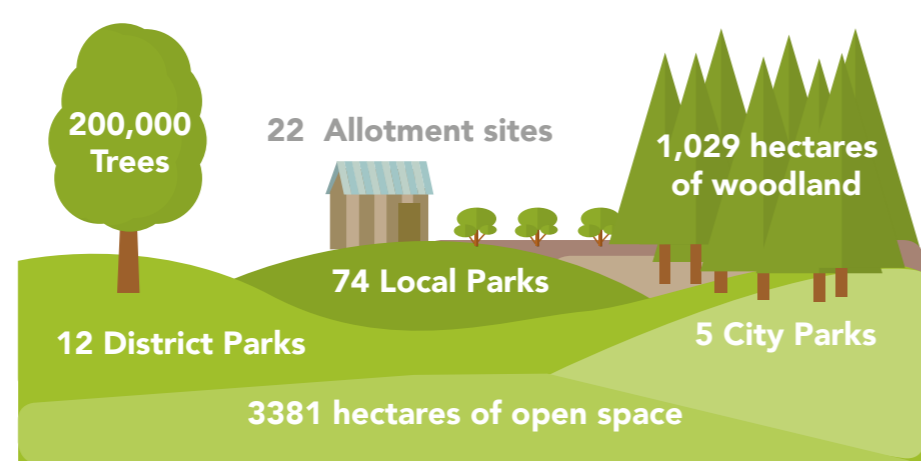 200,000
Trees
22 Allotment sites
1,029 hectares
of woodland
74 Local Parks
12 District Parks
5 City Parks
3381 hectares of open space